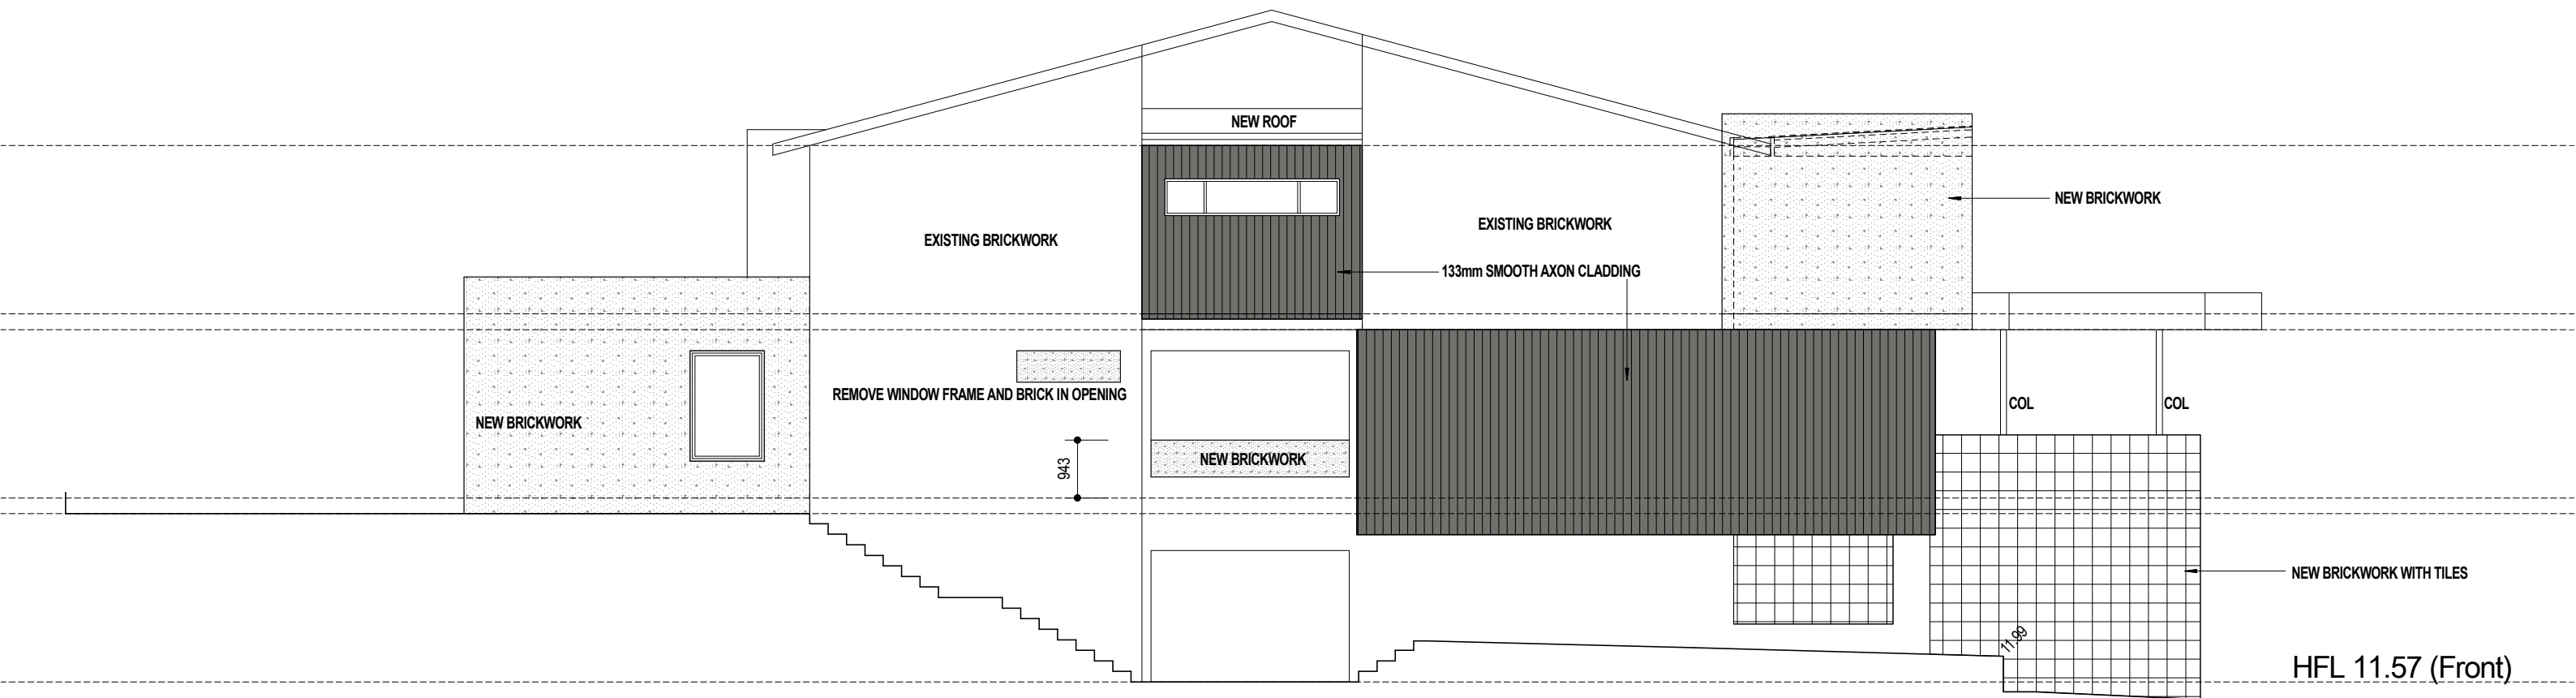 NEW ROOF
NEW BRICKWORK
EXISTING BRICKWORK
EXISTING BRICKWORK
133mm SMOOTH AXON CLADDING
REMOVE WINDOW FRAME AND BRICK IN OPENING
NEW BRICKWORK
COL
COL
943
NEW BRICKWORK
NEW BRICKWORK WITH TILES
11.99
HFL 11.57 (Front)